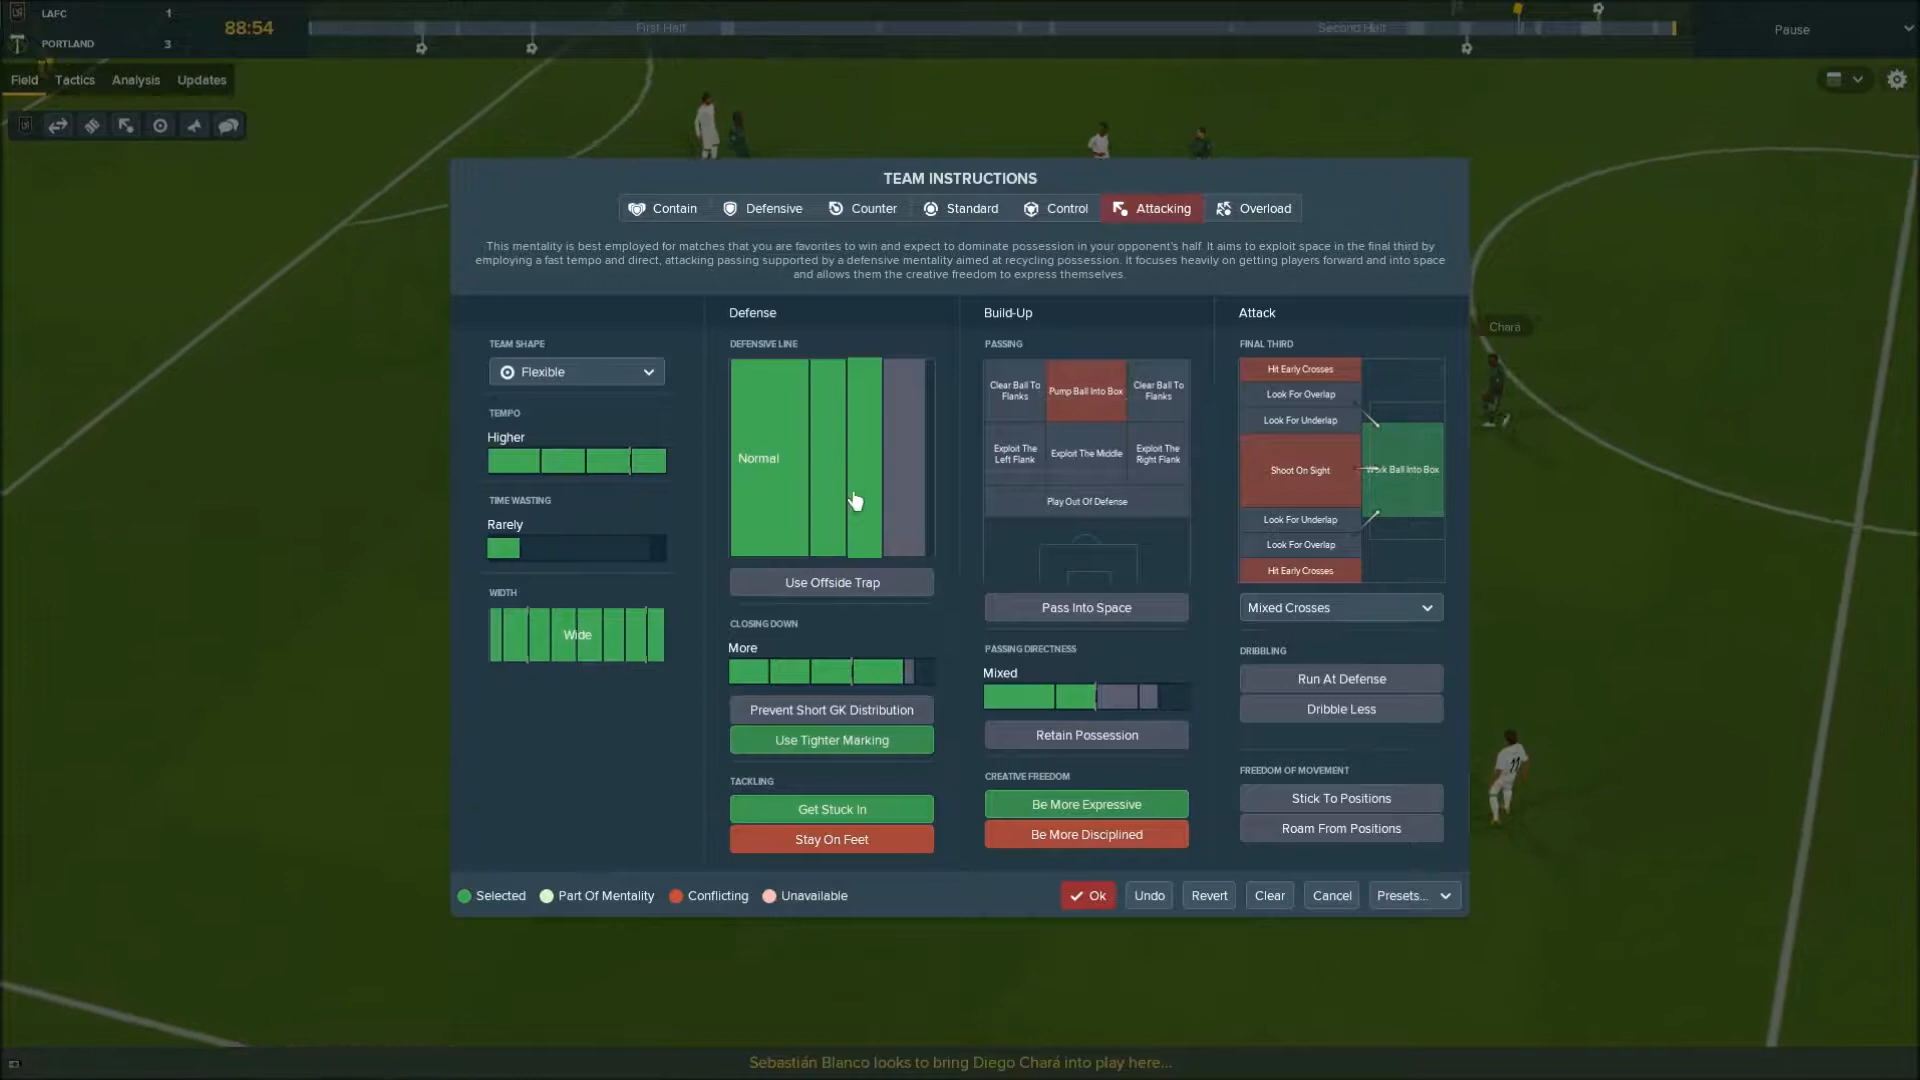 LAFC 1
PORTLAND 3
88:54
First Half
Second Half
Pause
Field Tactics Analysis Updates
Chará
TEAM INSTRUCTIONS
Contain Defensive Counter Standard Control Attacking Overload
This mentality is best employed for matches that you are favorites to win and expect to dominate possession in your opponent's half. It aims to exploit space in the final third by
employing a fast tempo and direct, attacking passing supported by a defensive mentality aimed at recycling possession. It focuses heavily on getting players forward and into space
and allows them the creative freedom to express themselves.
TEAM SHAPE
Flexible
TEMPO
Higher
TIME WASTING
Rarely
WIDTH
Wide
Defense
DEFENSIVE LINE
Normal
Use Offside Trap
CLOSING DOWN
More
Prevent Short GK Distribution
Use Tighter Marking
TACKLING
Get Stuck In
Stay On Feet
Build-Up
PASSING
Clear Ball To
Flanks
Pump Ball Into Box
Clear Ball To
Flanks
Exploit The
Left Flank
Exploit The Middle
Exploit The
Right Flank
Play Out Of Defense
Pass Into Space
PASSING DIRECTNESS
Mixed
Retain Possession
CREATIVE FREEDOM
Be More Expressive
Be More Disciplined
Attack
FINAL THIRD
Hit Early Crosses
Look For Overlap
Look For Underlap
Shoot On Sight
Work Ball Into Box
Look For Underlap
Look For Overlap
Hit Early Crosses
Mixed Crosses
DRIBBLING
Run At Defense
Dribble Less
FREEDOM OF MOVEMENT
Stick To Positions
Roam From Positions
Selected Part Of Mentality Conflicting Unavailable
Ok Undo Revert Clear Cancel Presets...
11
Sebastián Blanco looks to bring Diego Chará into play here...